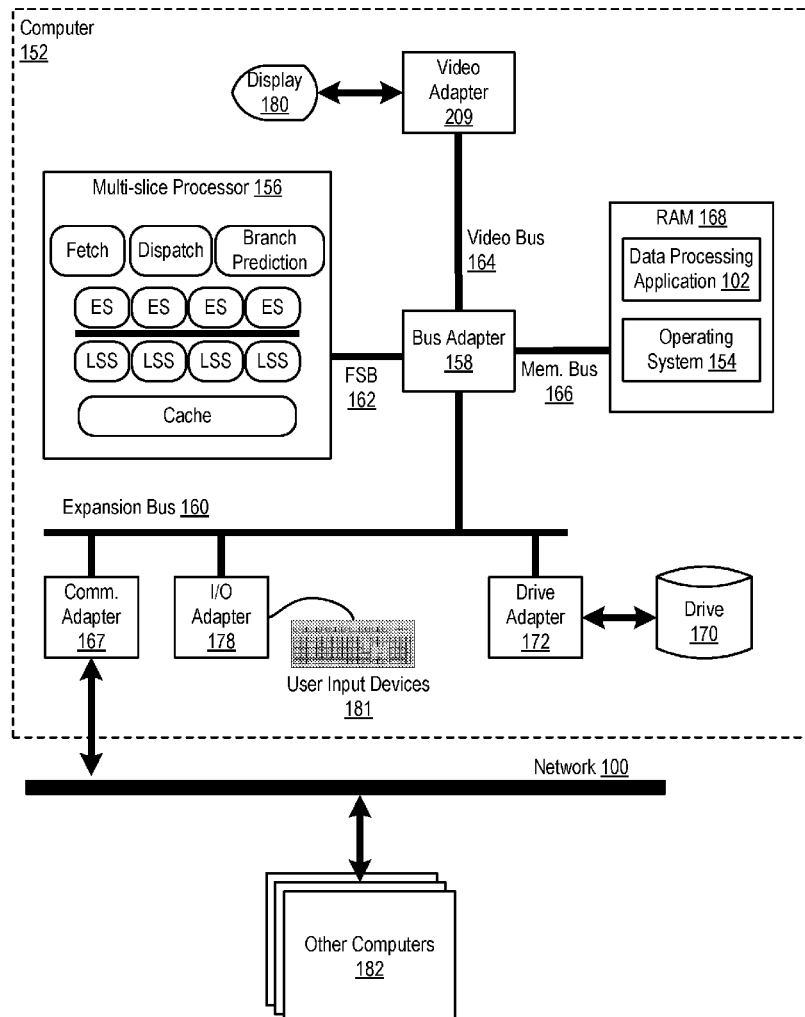 Computer
152
Display
180
Video
Adapter
209
Multi-slice Processor 156
Fetch
Dispatch
Branch
Prediction
ES
ES
ES
ES
LSS
LSS
LSS
LSS
Cache
Video Bus
164
RAM 168
Data Processing
Application 102
Operating
System 154
Bus Adapter
158
FSB
162
Mem. Bus
166
Expansion Bus 160
Comm.
Adapter
167
I/O
Adapter
178
User Input Devices
181
Drive
Adapter
172
Drive
170
Network 100
Other Computers
182